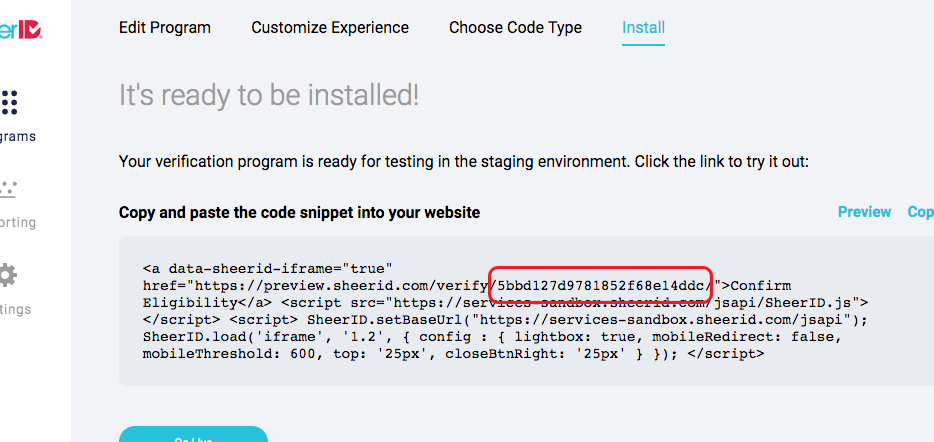 erID
Edit Program Customize Experience Choose Code Type Install
It's ready to be installed!
grams
Your verification program is ready for testing in the staging environment. Click the link to try it out:
orting
Copy and paste the code snippet into your website Preview Cop
<a data-sheerid-iframe="true"
href="https://preview.sheerid.com/verify/5bbd127d9781852f68e14ddc/">Confirm
Eligibility</a> <script src="https://services-sandbox.sheerid.com/jsapi/SheerID.js">
</script> <script> SheerID.setBaseUrl("https://services-sandbox.sheerid.com/jsapi");
SheerID.load('iframe', '1.2', { config : { lightbox: true, mobileRedirect: false,
mobileThreshold: 600, top: '25px', closeBtnRight: '25px' } }); </script>
tings
Go Live